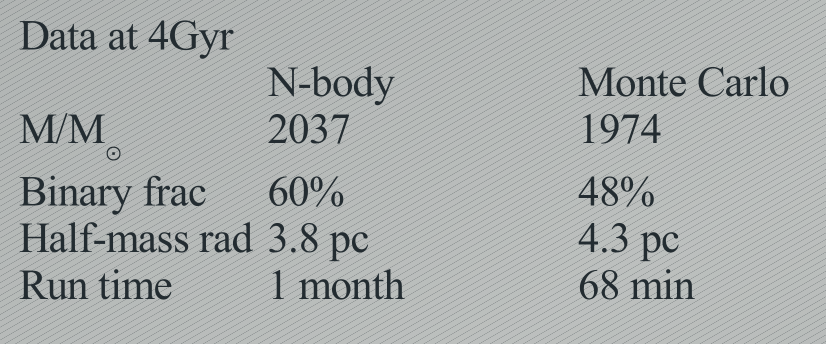 Data at 4Gyr
N-body Monte Carlo
M/M☉ 2037 1974
Binary frac 60% 48%
Half-mass rad 3.8 pc 4.3 pc
Run time 1 month 68 min